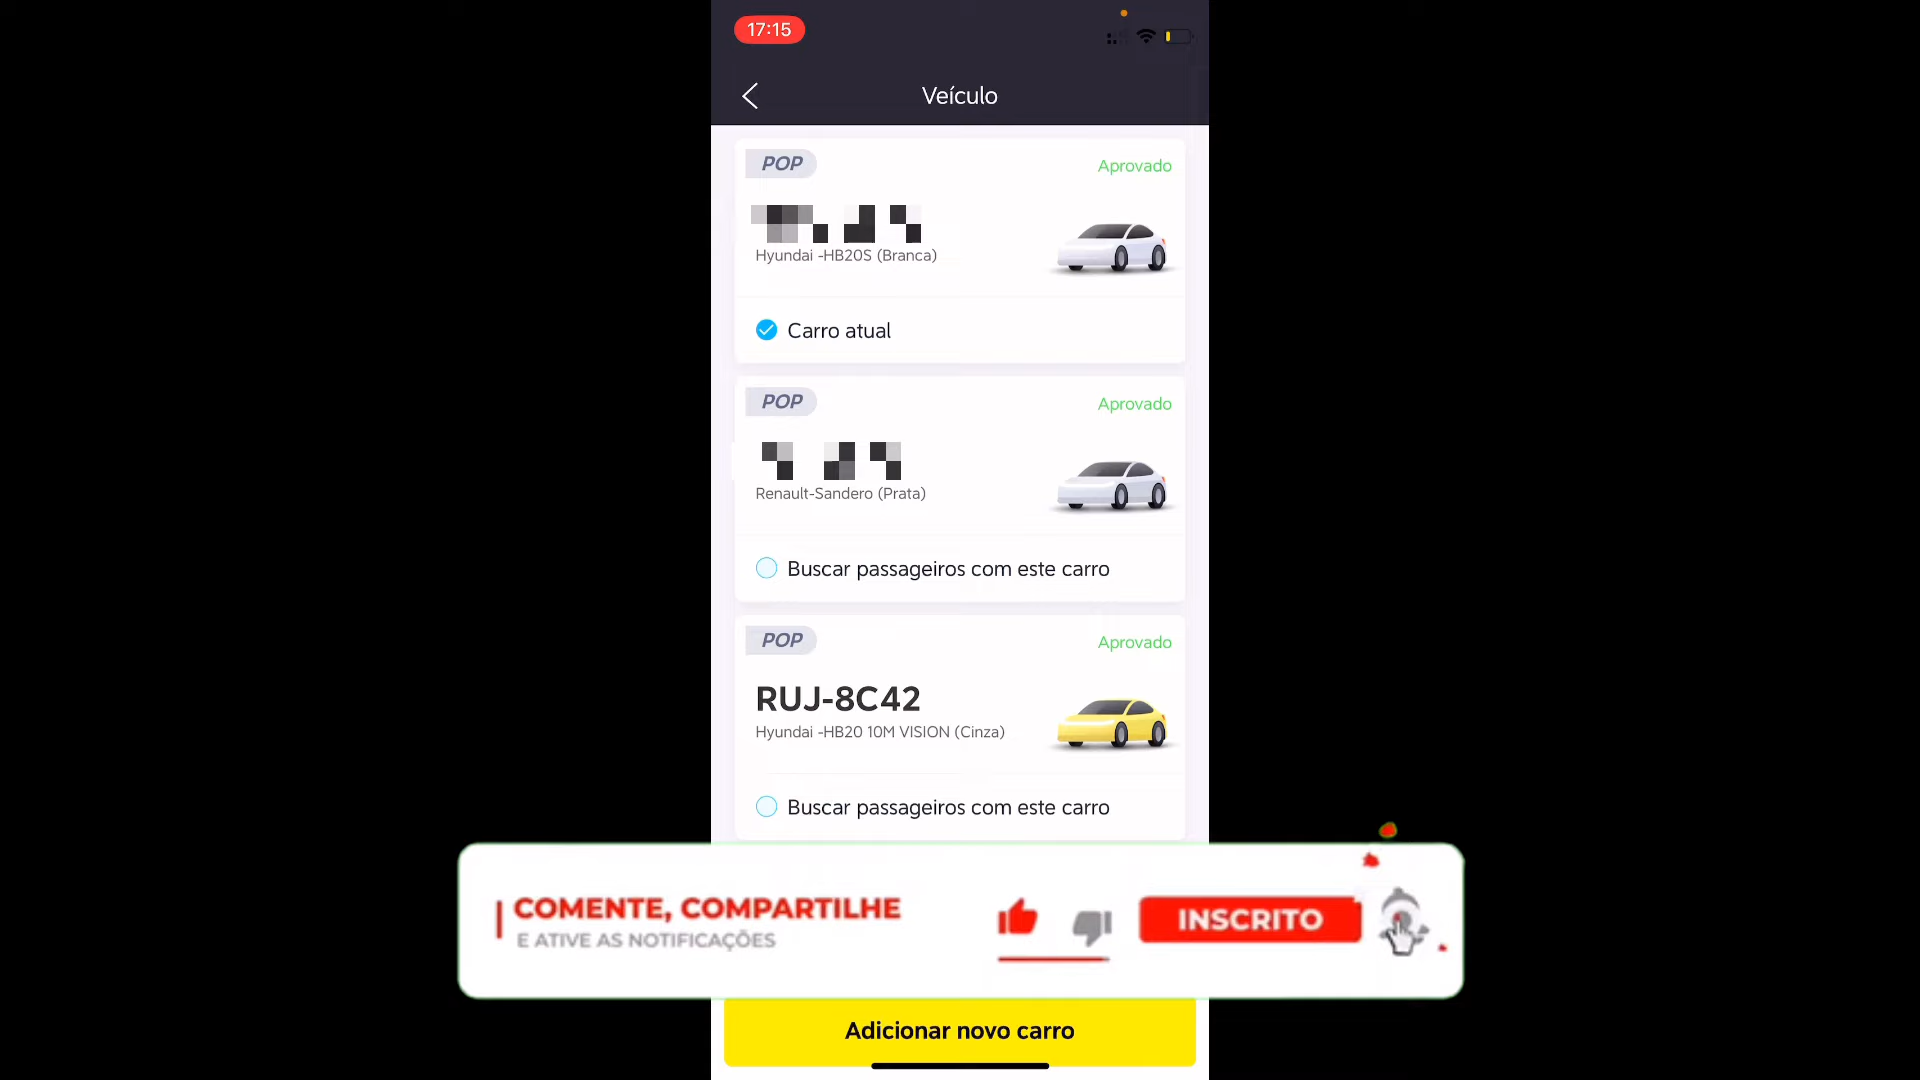 17:15
Veículo
POP
Aprovado
Hyundai -HB20S (Branca)
Carro atual
POP
Aprovado
Renault-Sandero (Prata)
Buscar passageiros com este carro
POP
Aprovado
RUJ-8C42
Hyundai -HB20 10M VISION (Cinza)
Buscar passageiros com este carro
COMENTE, COMPARTILHE
E ATIVE AS NOTIFICAÇÕES
INSCRITO
Adicionar novo carro